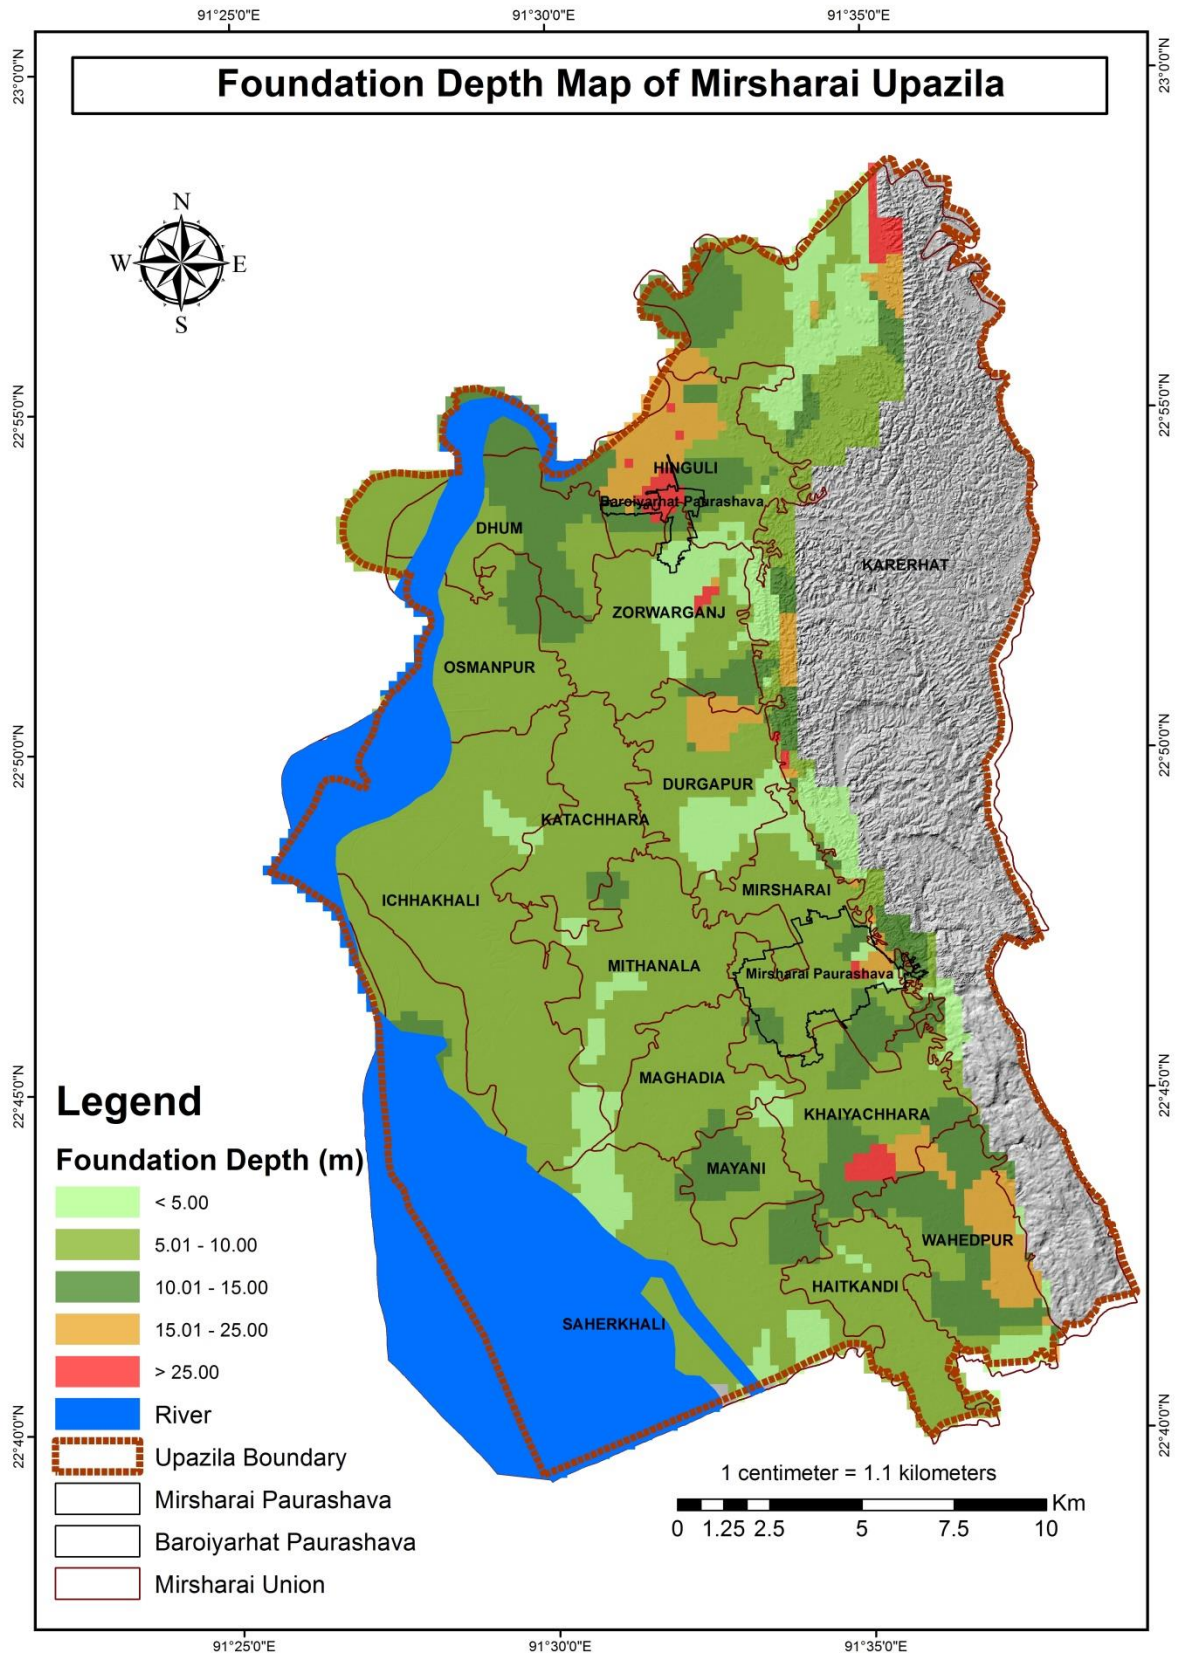 91°25'0"E 91°30'0"E 91°35'0"E
23°0'0"N 23°0'0"N
Foundation Depth Map of Mirsharai Upazila
N
W E
S
22°55'0"N 22°55'0"N
HINGULI
Baroiyarhat Paurashava
DHUM
KARERHAT
ZORWARGANJ
OSMANPUR
22°50'0"N 22°50'0"N
DURGAPUR
KATACHHARA
MIRSHARAI
ICHHAKHALI
MITHANALA
Mirsharai Paurashava
MAGHADIA
22°45'0"N 22°45'0"N
KHAIYACHHARA
MAYANI
WAHEDPUR
HAITKANDI
SAHERKHALI
Legend
Foundation Depth (m)
< 5.00
5.01 - 10.00
10.01 - 15.00
15.01 - 25.00
> 25.00
River
Upazila Boundary
Mirsharai Paurashava
Baroiyarhat Paurashava
Mirsharai Union
22°40'0"N 22°40'0"N
1 centimeter = 1.1 kilometers
Km
0 1.25 2.5 5 7.5 10
91°25'0"E 91°30'0"E 91°35'0"E